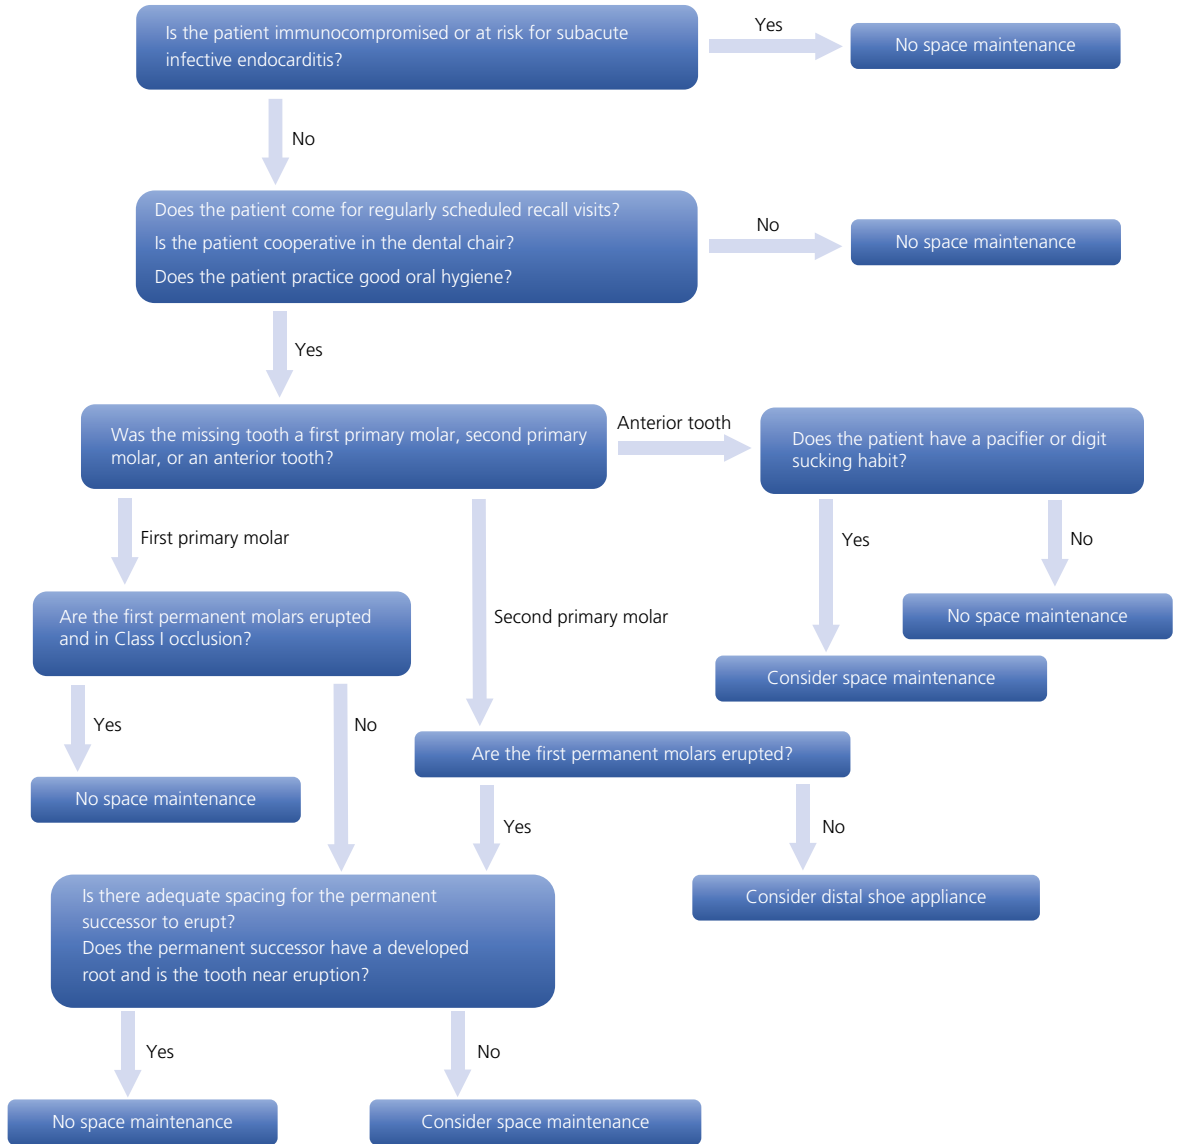 Is the patient immunocompromised or at risk for subacute
infective endocarditis?
Yes
No space maintenance
No
Does the patient come for regularly scheduled recall visits?
Is the patient cooperative in the dental chair?
Does the patient practice good oral hygiene?
No
No space maintenance
Yes
Was the missing tooth a first primary molar, second primary
molar, or an anterior tooth?
Anterior tooth
Does the patient have a pacifier or digit
sucking habit?
First primary molar
Yes
No
Are the first permanent molars erupted
and in Class I occlusion?
Second primary molar
No space maintenance
Consider space maintenance
Yes
No
Are the first permanent molars erupted?
No space maintenance
Yes
No
Is there adequate spacing for the permanent
successor to erupt?
Does the permanent successor have a developed
root and is the tooth near eruption?
Consider distal shoe appliance
Yes
No
No space maintenance
Consider space maintenance